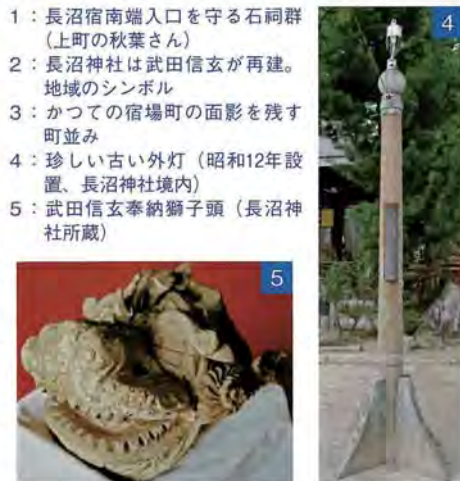 1：長沼宿南端入口を守る石祠群
（上町の秋葉さん）
2：長沼神社は武田信玄が再建。
地域のシンボル
3：かつての宿場町の面影を残す
町並み
4：珍しい古い外灯（昭和12年設
置、長沼神社境内）
5：武田信玄奉納獅子頭（長沼神
社所蔵）
4
5